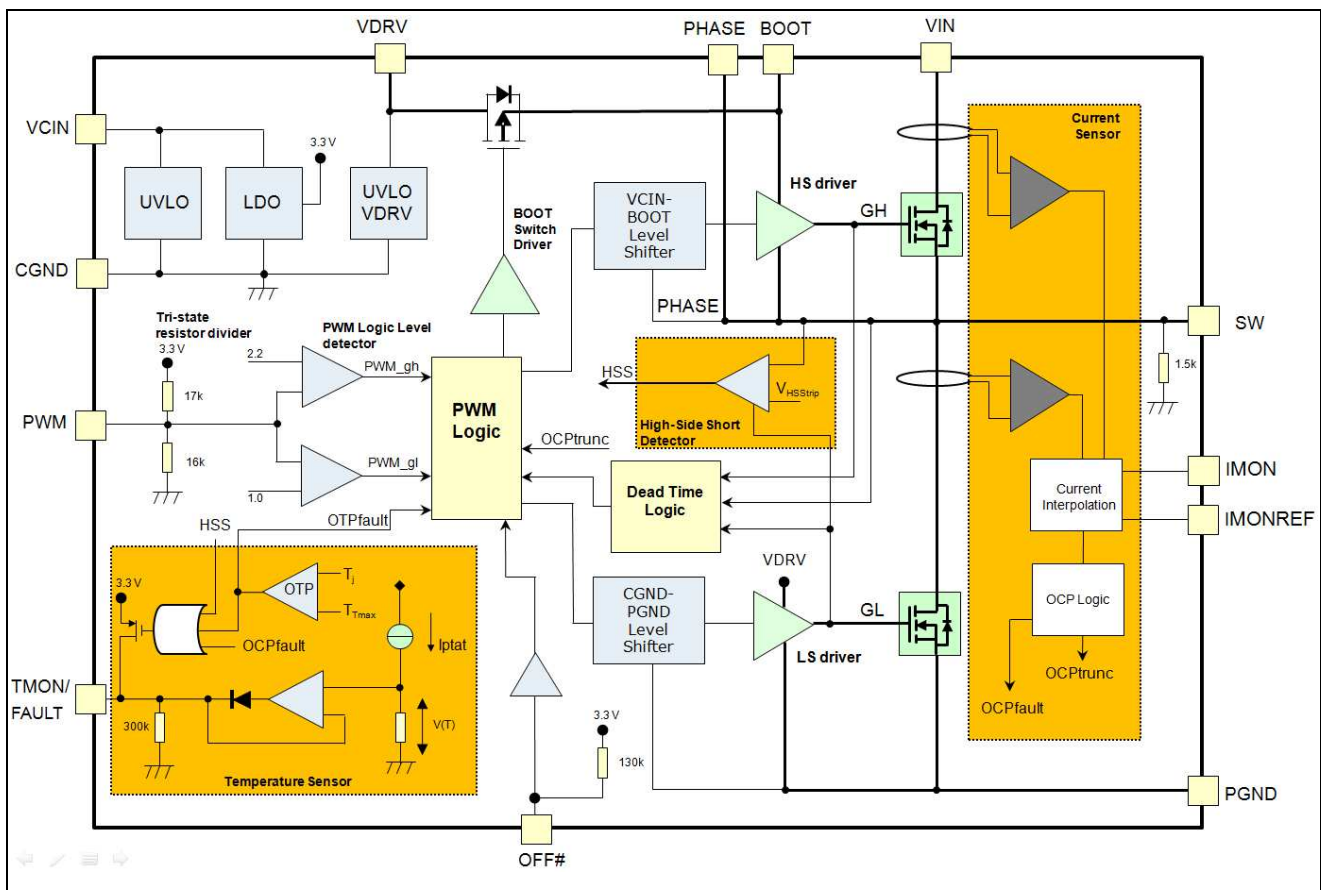 VDRV
PHASE
BOOT
VIN
VCIN
3.3 V
UVLO
LDO
UVLO
VDRV
BOOT
Switch
Driver
VCIN-
BOOT
Level
Shifter
HS driver
GH
Current
Sensor
CGND
Tri-state
resistor divider
3.3 V
17k
16k
PWM Logic Level
detector
2.2
PWM_gh
1.0
PWM_gl
PWM
PWM
Logic
PHASE
SW
1.5k
HSS
VHSStrip
High-Side Short
Detector
OCPtrunc
Dead Time
Logic
IMON
IMONREF
Current
Interpolation
OCP Logic
OCPtrunc
OCPfault
HSS
OTPfault
3.3 V
OTP
Tj
TTmax
OCPfault
Iptat
TMON/
FAULT
300k
V(T)
Temperature Sensor
CGND-
PGND
Level
Shifter
VDRV
LS driver
GL
3.3 V
130k
PGND
OFF#